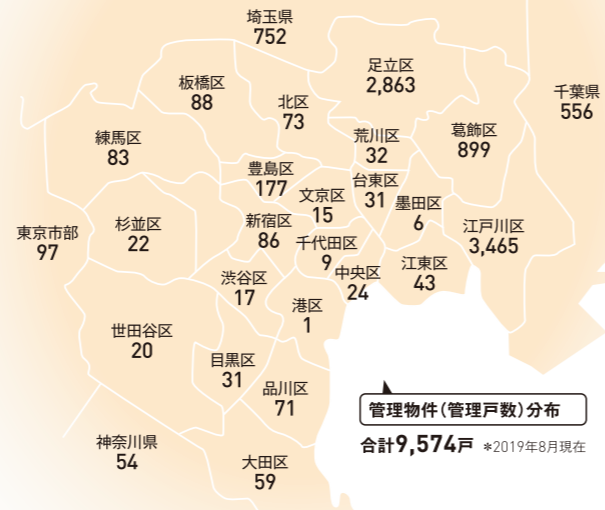 埼玉県
752
足立区
2,863
板橋区
88
北区
73
千葉県
556
練馬区
83
荒川区
32
葛飾区
899
豊島区
177
台東区
31
文京区
15
墨田区
6
東京市部
97
杉並区
22
新宿区
86
千代田区
9
江戸川区
3,465
中央区
24
江東区
43
渋谷区
17
港区
1
世田谷区
20
目黒区
31
品川区
71
神奈川県
54
大田区
59
管理物件(管理戸数)分布
合計9,574戸 *2019年8月現在